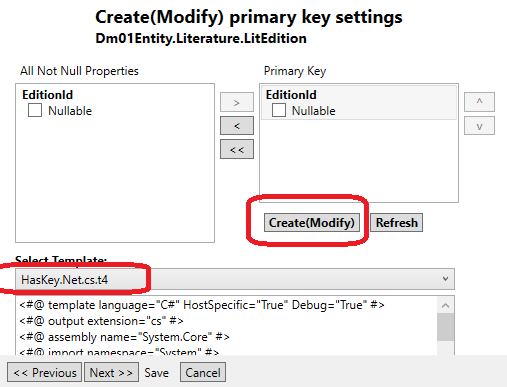 Create(Modify) primary key settings
Dm01Entity.Literature.LitEdition
All Not Null Properties
Primary Key
EditionId
Nullable
>
<
<<
EditionId
Nullable
^
v
Create(Modify) Refresh
Select Template:
HasKey.Net.cs.t4
<#@ template language="C#" HostSpecific="True" Debug="True" #>
<#@ output extension="cs" #>
<#@ assembly name="System.Core" #>
<#@ import namespace="System" #>
<< Previous Next >> Save Cancel